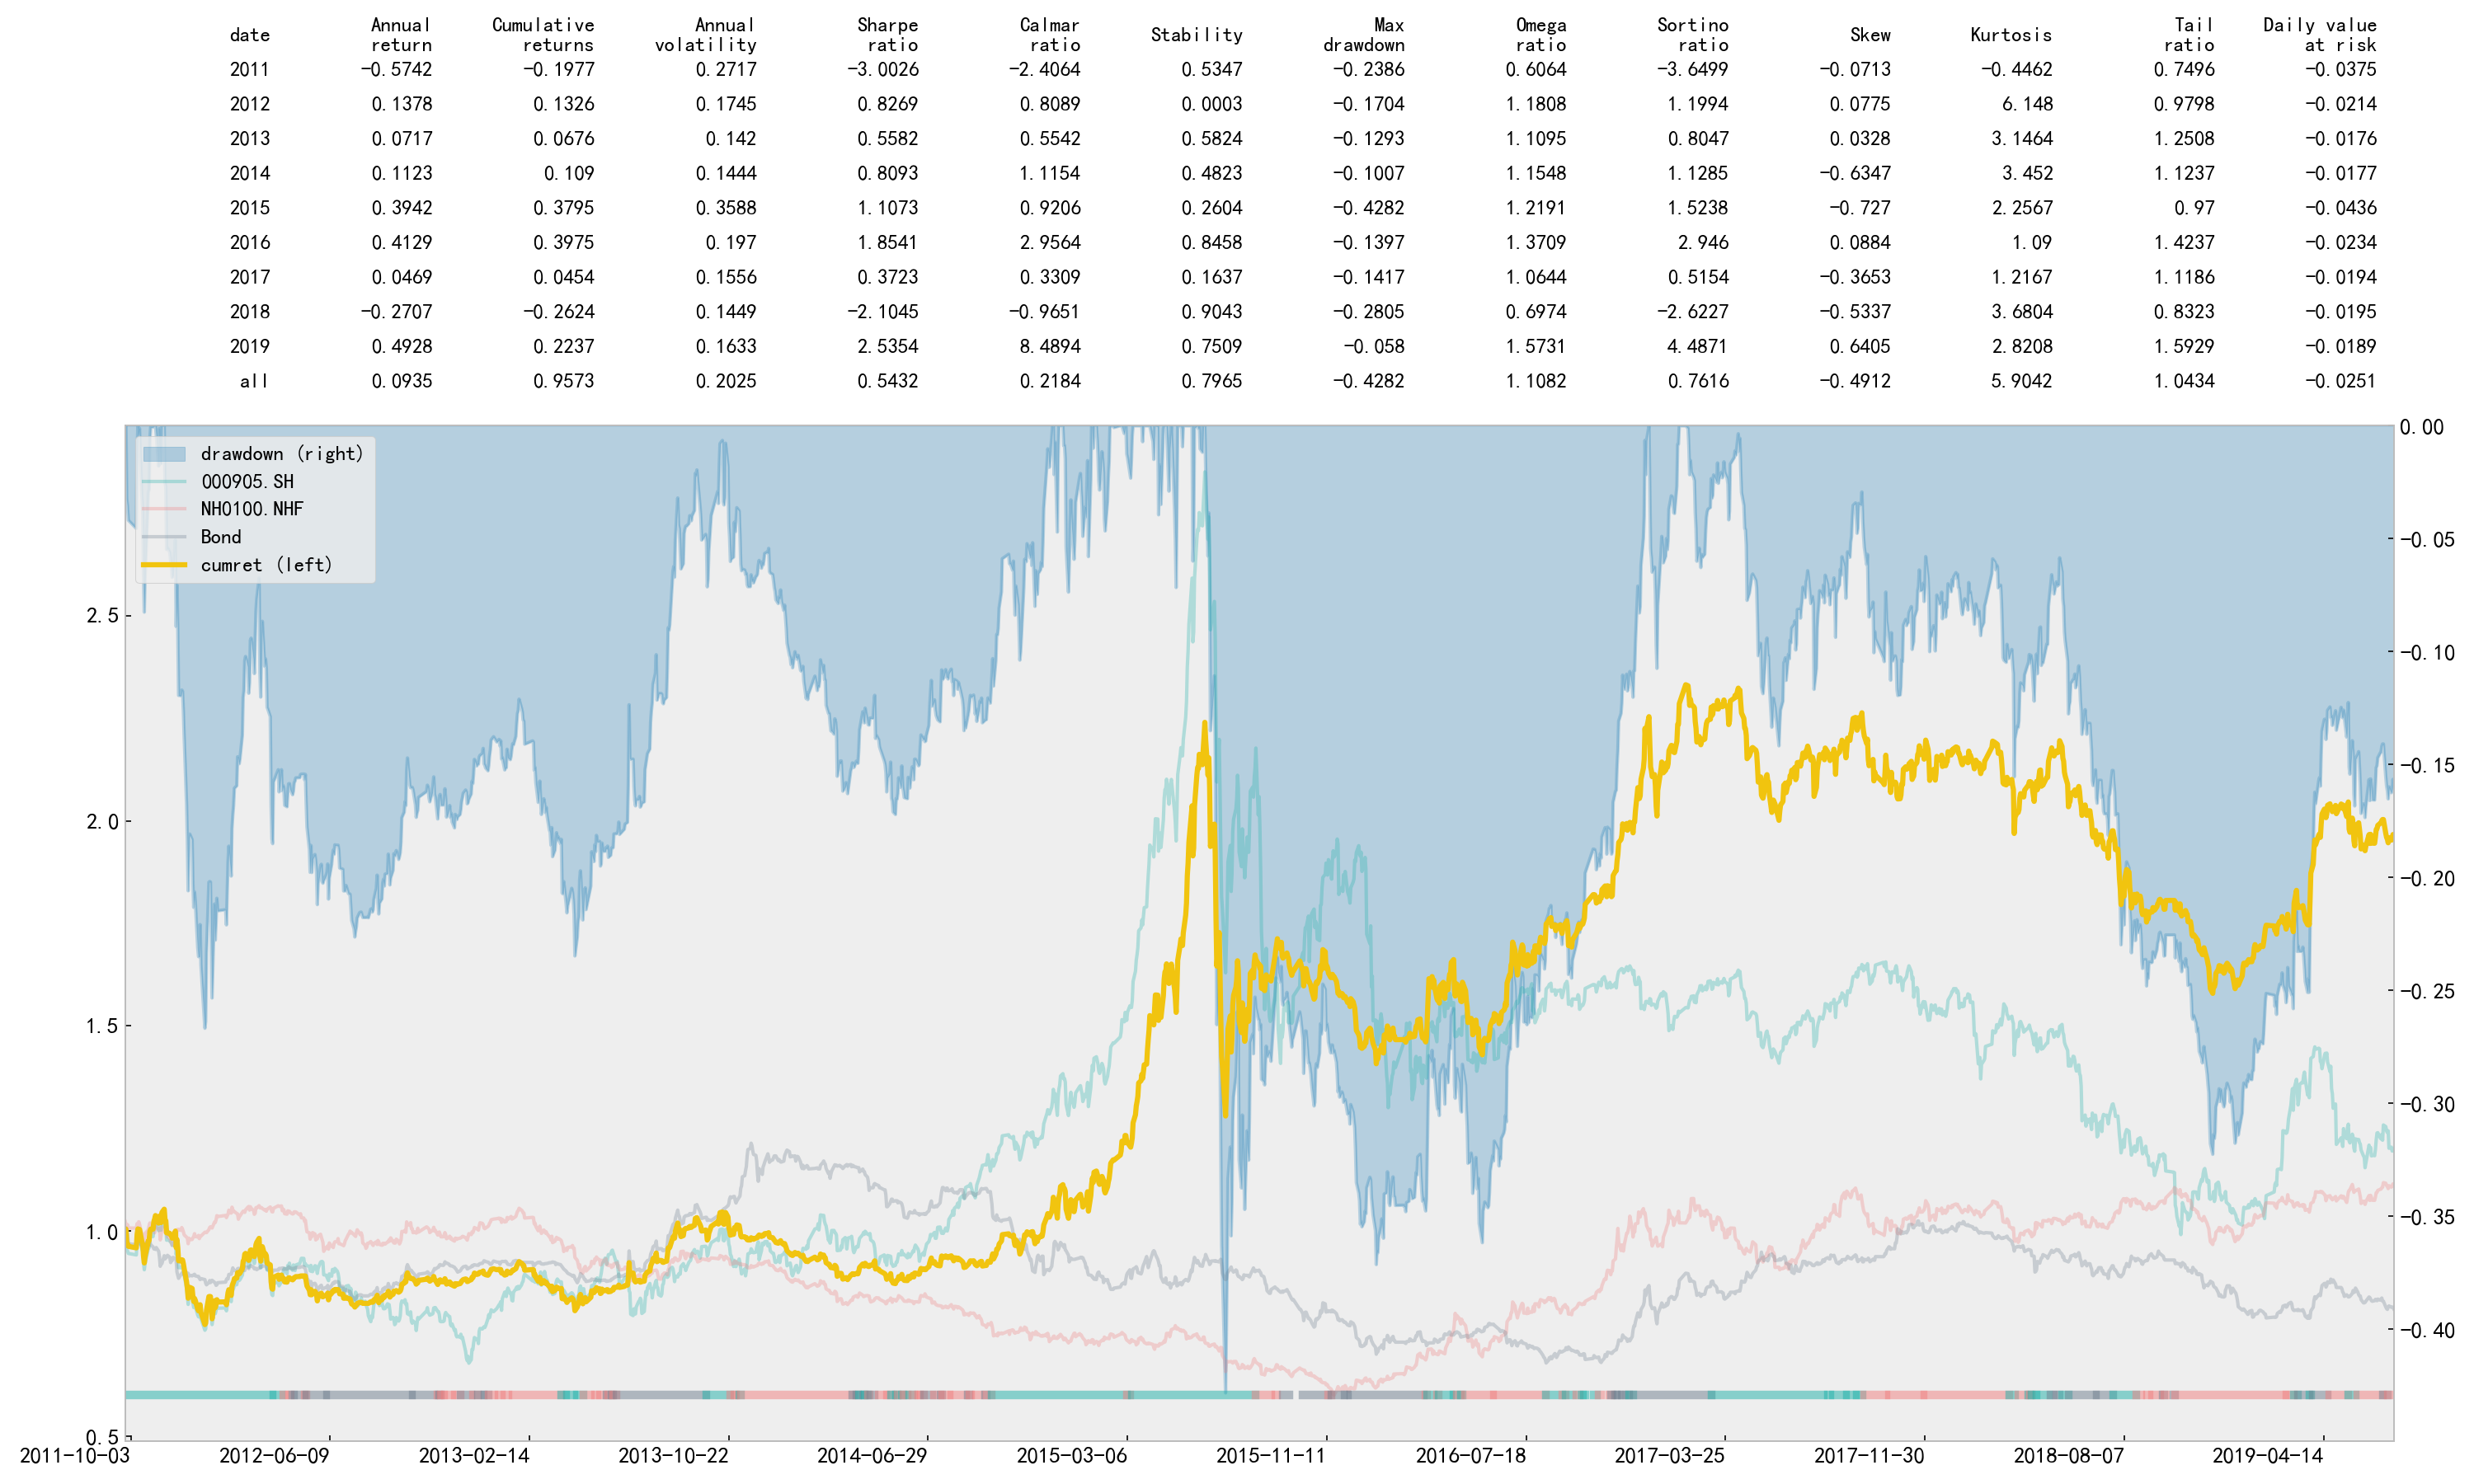 date Annual return Cumulative returns Annual volatility Sharpe ratio Calmar ratio Stability Max drawdown Omega ratio Sortino ratio Skew Kurtosis Tail ratio Daily value at risk
2011 -0.5742 -0.1977 0.2717 -3.0026 -2.4064 0.5347 -0.2386 0.6064 -3.6499 -0.0713 -0.4462 0.7496 -0.0375
2012 0.1378 0.1326 0.1745 0.8269 0.8089 0.0003 -0.1704 1.1808 1.1994 0.0775 6.148 0.9798 -0.0214
2013 0.0717 0.0676 0.142 0.5582 0.5542 0.5824 -0.1293 1.1095 0.8047 0.0328 3.1464 1.2508 -0.0176
2014 0.1123 0.109 0.1444 0.8093 1.1154 0.4823 -0.1007 1.1548 1.1285 -0.6347 3.452 1.1237 -0.0177
2015 0.3942 0.3795 0.3588 1.1073 0.9206 0.2604 -0.4282 1.2191 1.5238 -0.727 2.2567 0.97 -0.0436
2016 0.4129 0.3975 0.197 1.8541 2.9564 0.8458 -0.1397 1.3709 2.946 0.0884 1.09 1.4237 -0.0234
2017 0.0469 0.0454 0.1556 0.3723 0.3309 0.1637 -0.1417 1.0644 0.5154 -0.3653 1.2167 1.1186 -0.0194
2018 -0.2707 -0.2624 0.1449 -2.1045 -0.9651 0.9043 -0.2805 0.6974 -2.6227 -0.5337 3.6804 0.8323 -0.0195
2019 0.4928 0.2237 0.1633 2.5354 8.4894 0.7509 -0.058 1.5731 4.4871 0.6405 2.8208 1.5929 -0.0189
all 0.0935 0.9573 0.2025 0.5432 0.2184 0.7965 -0.4282 1.1082 0.7616 -0.4912 5.9042 1.0434 -0.0251
drawdown (right)
000905.SH
NH0100.NHF
Bond
cumret (left)
2.5
2.0
1.5
1.0
0.5
0.00
-0.05
-0.10
-0.15
-0.20
-0.25
-0.30
-0.35
-0.40
2011-10-03 2012-06-09 2013-02-14 2013-10-22 2014-06-29 2015-03-06 2015-11-11 2016-07-18 2017-03-25 2017-11-30 2018-08-07 2019-04-14